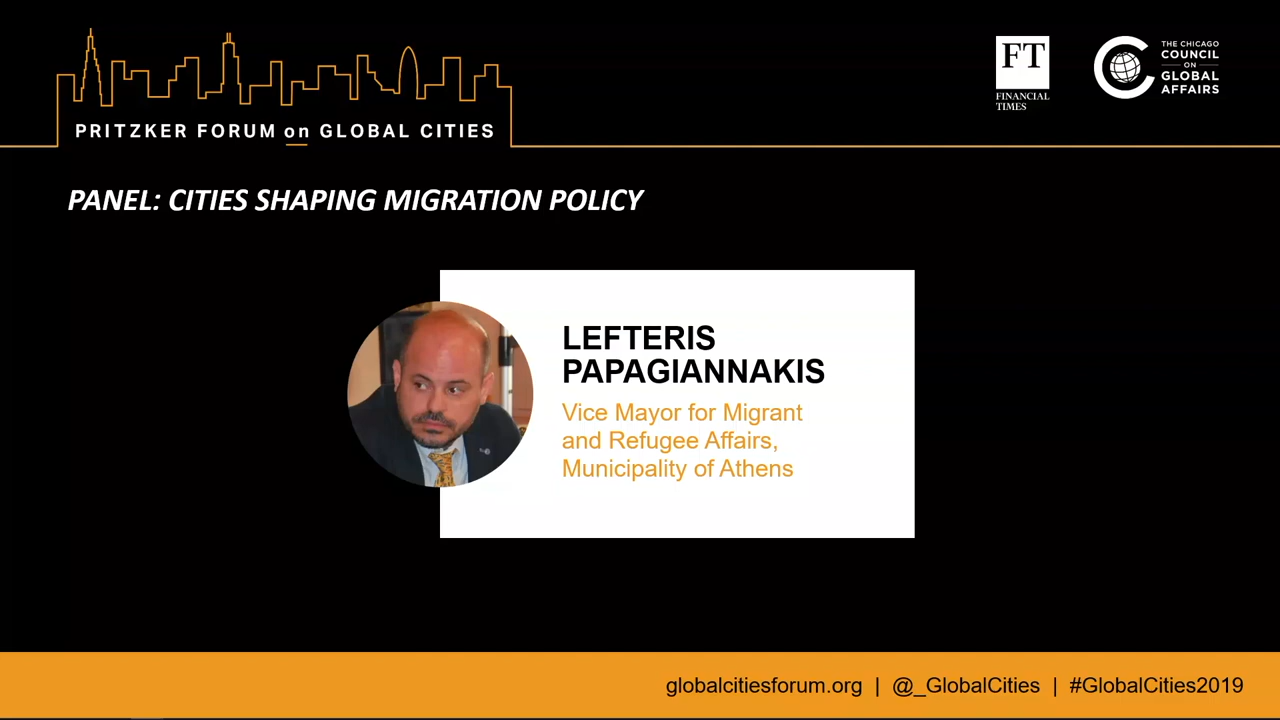 PRITZKER FORUM on GLOBAL CITIES
FT
FINANCIAL
TIMES
THE CHICAGO
COUNCIL
ON
GLOBAL
AFFAIRS
PANEL: CITIES SHAPING MIGRATION POLICY
LEFTERIS
PAPAGIANNAKIS
Vice Mayor for Migrant
and Refugee Affairs,
Municipality of Athens
globalcitiesforum.org | @_GlobalCities | #GlobalCities2019